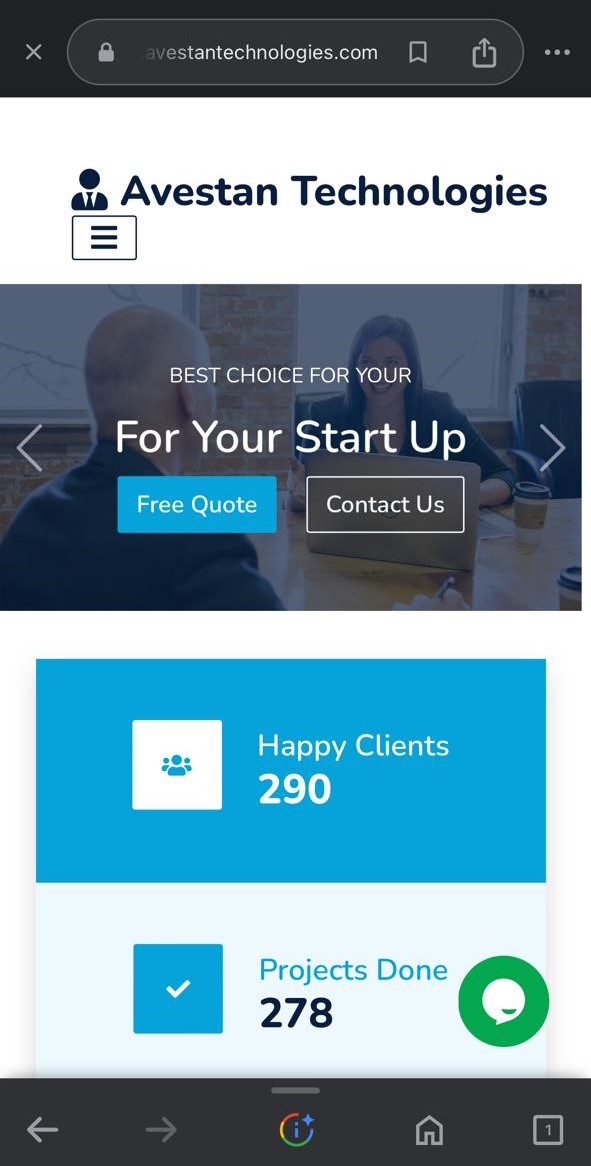 avestantechnologies.com
Avestan Technologies
BEST CHOICE FOR YOUR
For Your Start Up
Free Quote
Contact Us
Happy Clients
290
Projects Done
278
1